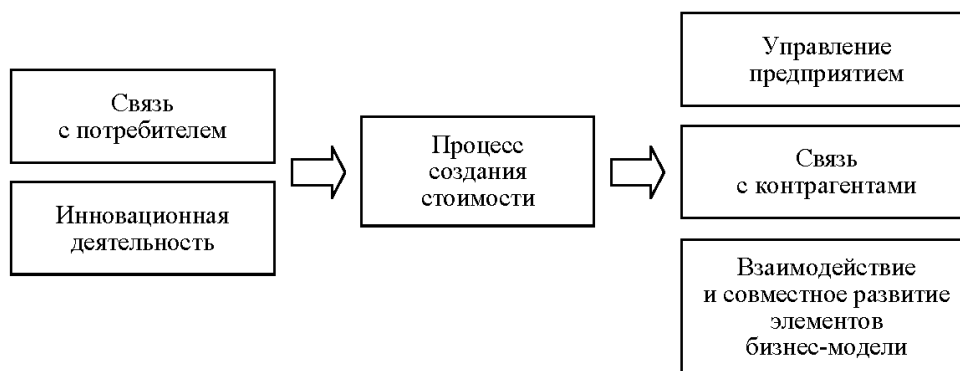 Связь
с потребителем
Инновационная
деятельность
Процесс
создания
стоимости
Управление
предприятием
Связь
с контрагентами
Взаимодействие
и совместное развитие
элементов
бизнес-модели